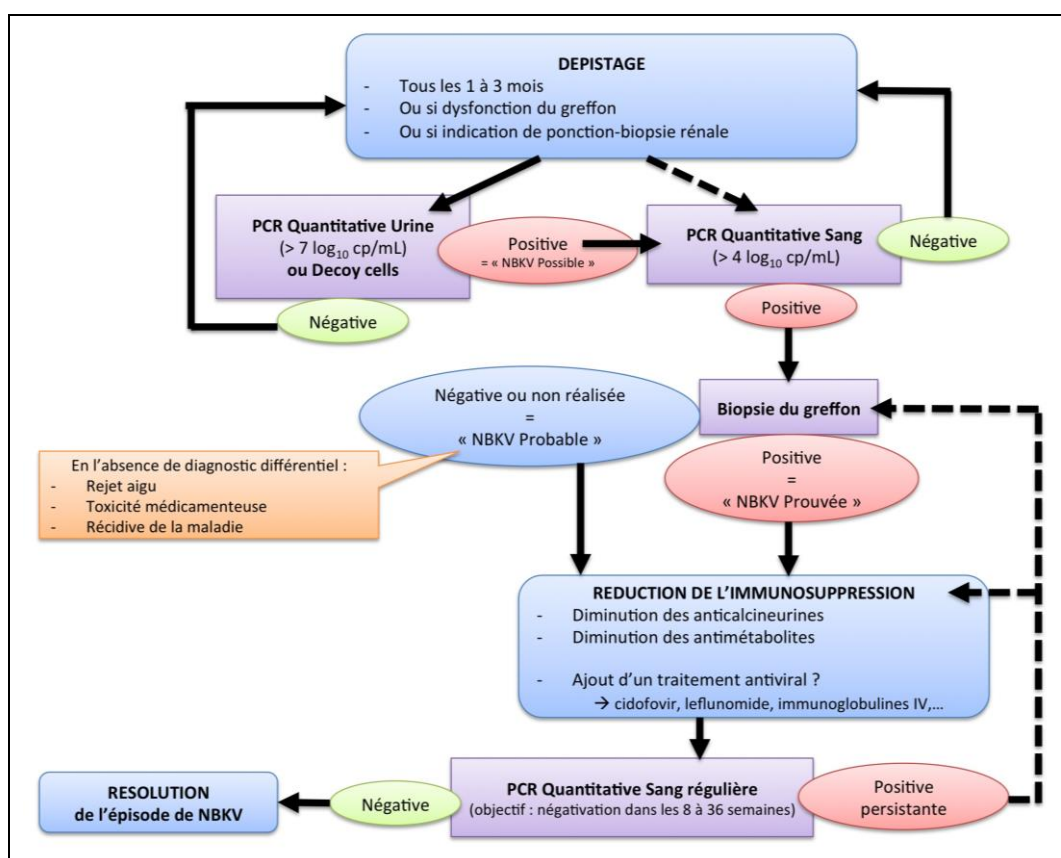 DEPISTAGE
- Tous les 1 à 3 mois
- Ou si dysfonction du greffon
- Ou si indication de ponction-biopsie rénale
PCR Quantitative Urine
(> 7 log10 cp/mL)
ou Decoy cells
Positive
= « NBKV Possible »
PCR Quantitative Sang
(> 4 log10 cp/mL)
Négative
Négative
Positive
Négative ou non réalisée
=
« NBKV Probable »
Biopsie du greffon
En l’absence de diagnostic différentiel :
- Rejet aigu
- Toxicité médicamenteuse
- Récidive de la maladie
Positive
=
« NBKV Prouvée »
REDUCTION DE L’IMMUNOSUPPRESSION
- Diminution des anticalcineurines
- Diminution des antimétabolites
- Ajout d’un traitement antiviral ?
→ cidofovir, leflunomide, immunoglobulines IV,…
RESOLUTION
de l’épisode de NBKV
Négative
PCR Quantitative Sang régulière
(objectif : négativation dans les 8 à 36 semaines)
Positive
persistante